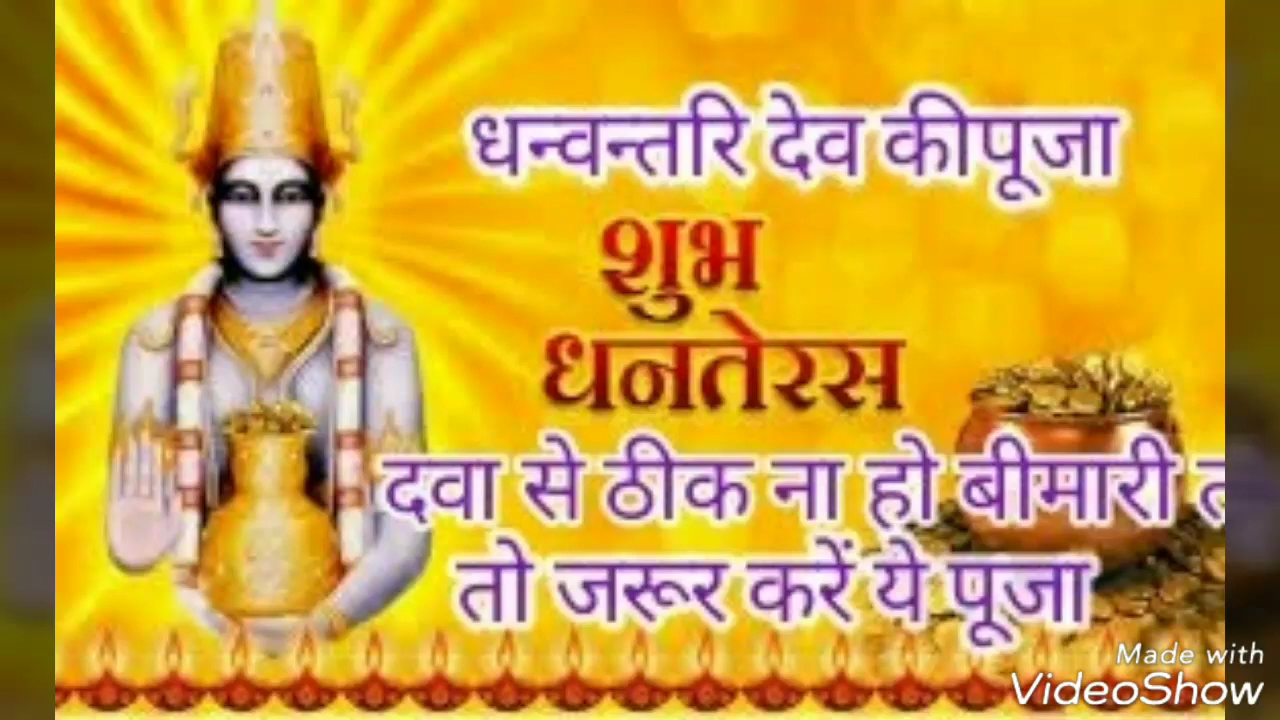 धन्वन्तरि देव कीपूजा
शुभ
धनतेरस
दवा से ठीक ना हो बीमारी
तो जरूर करें ये पूजा
Made with
VideoShow